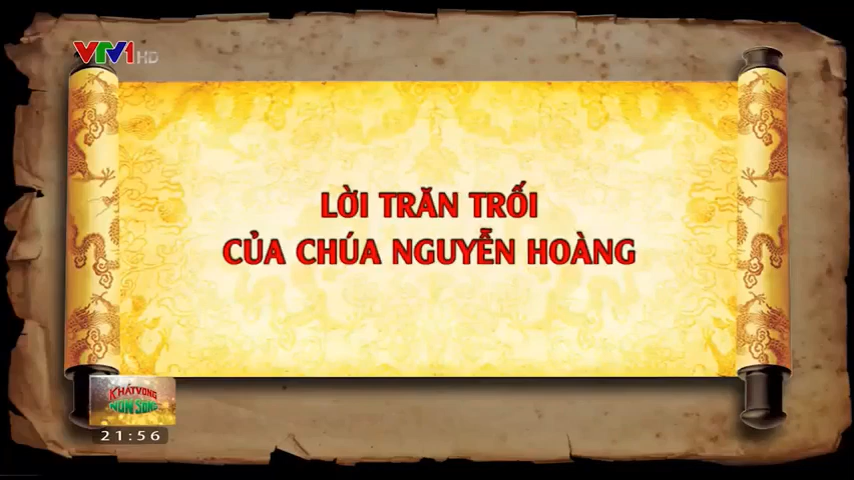 VTV1 HD
LỜI TRĂN TRỐI
CỦA CHÚA NGUYỄN HOÀNG
KHÁT VỌNG
NON SÔNG
21:56